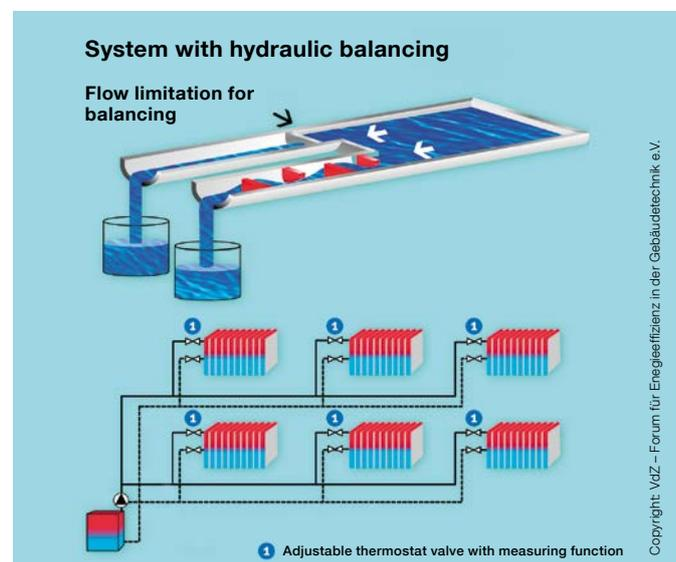 System with hydraulic balancing
Flow limitation for
balancing
1
1
1
1
1
1
1 Adjustable thermostat valve with measuring function
Copyright: VdZ – Forum für Enegieeffizienz in der Gebäudetechnik e.V.